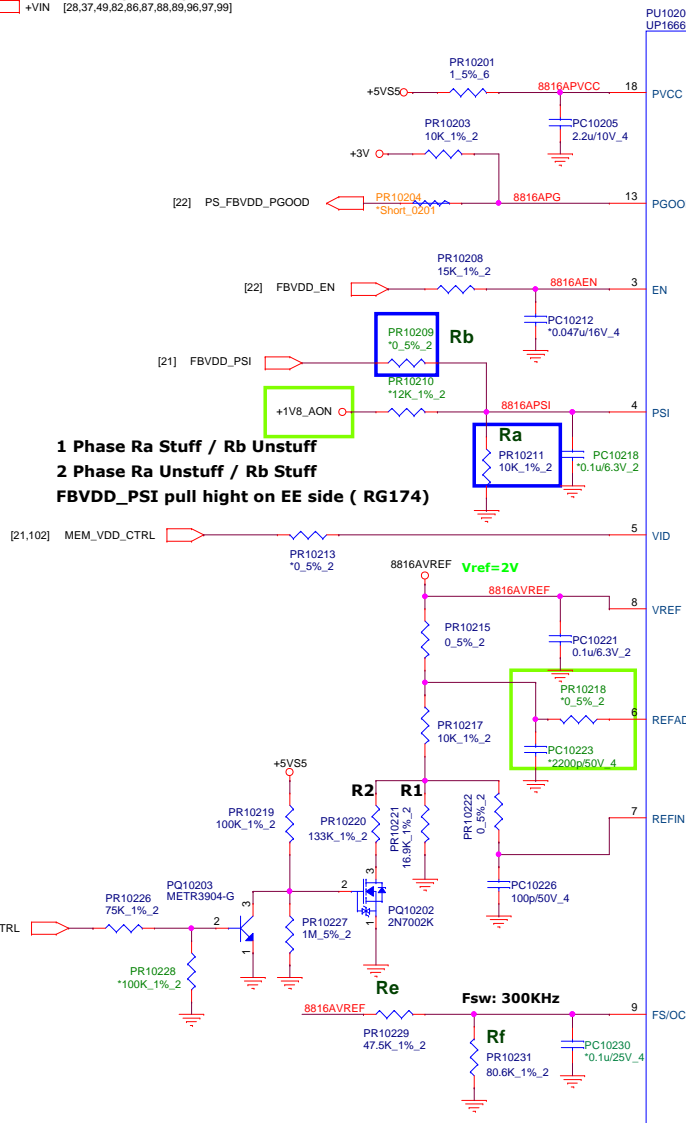 +VIN [28,37,49,82,86,87,88,89,96,97,99]
PU1020
UP1666
PR10201
1_5%_6
+5VS5
8816APVCC
18
PVCC
PC10205
2.2u/10V_4
PR10203
10K_1%_2
+3V
[22] PS_FBVDD_PGOOD
PR10204
*Short_0201
8816APG
13
PGOO
PR10208
15K_1%_2
[22] FBVDD_EN
8816AEN
3
EN
PC10212
*0.047u/16V_4
PR10209
*0_5%_2
Rb
[21] FBVDD_PSI
PR10210
*12K_1%_2
+1V8_AON
8816APSI
4
PSI
Ra
PR10211
10K_1%_2
PC10218
*0.1u/6.3V_2
1 Phase Ra Stuff / Rb Unstuff
2 Phase Ra Unstuff / Rb Stuff
FBVDD_PSI pull hight on EE side ( RG174)
[21,102] MEM_VDD_CTRL
PR10213
*0_5%_2
5
VID
8816AVREF
Vref=2V
8816AVREF
8
VREF
PR10215
0_5%_2
PC10221
0.1u/6.3V_2
PR10218
*0_5%_2
6
REFAD
PR10217
10K_1%_2
PC10223
*2200p/50V_4
+5VS5
R2
R1
PR10219
100K_1%_2
PR10220
133K_1%_2
PR10221
16.9K_1%_2
PR10222
0_5%_2
7
REFIN
PQ10203
METR3904-G
PR10226
75K_1%_2
3
2
1
TRL
PR10228
*100K_1%_2
PR10227
1M_5%_2
3
2
1
PQ10202
2N7002K
PC10226
100p/50V_4
Re
8816AVREF
PR10229
47.5K_1%_2
Fsw: 300KHz
9
FS/OC
Rf
PR10231
80.6K_1%_2
PC10230
*0.1u/25V_4